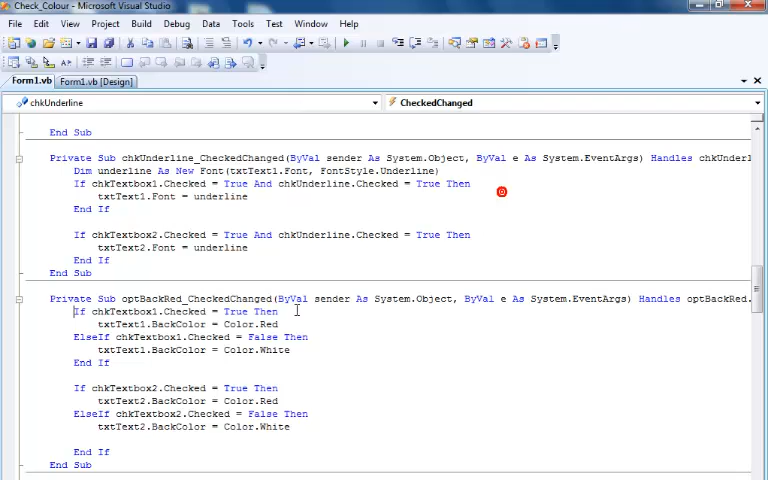 Check_Colour - Microsoft Visual Studio
File Edit View Project Build Debug Data Tools Test Window Help
Form1.vb Form1.vb [Design]
chkUnderline CheckedChanged
End Sub
Private Sub chkUnderline_CheckedChanged(ByVal sender As System.Object, ByVal e As System.EventArgs) Handles chkUnderl
Dim underline As New Font(txtText1.Font, FontStyle.Underline)
If chkTextbox1.Checked = True And chkUnderline.Checked = True Then
txtText1.Font = underline
End If
If chkTextbox2.Checked = True And chkUnderline.Checked = True Then
txtText2.Font = underline
End If
End Sub
Private Sub optBackRed_CheckedChanged(ByVal sender As System.Object, ByVal e As System.EventArgs) Handles optBackRed.
If chkTextbox1.Checked = True Then
txtText1.BackColor = Color.Red
ElseIf chkTextbox1.Checked = False Then
txtText1.BackColor = Color.White
End If
If chkTextbox2.Checked = True Then
txtText2.BackColor = Color.Red
ElseIf chkTextbox2.Checked = False Then
txtText2.BackColor = Color.White
End If
End Sub